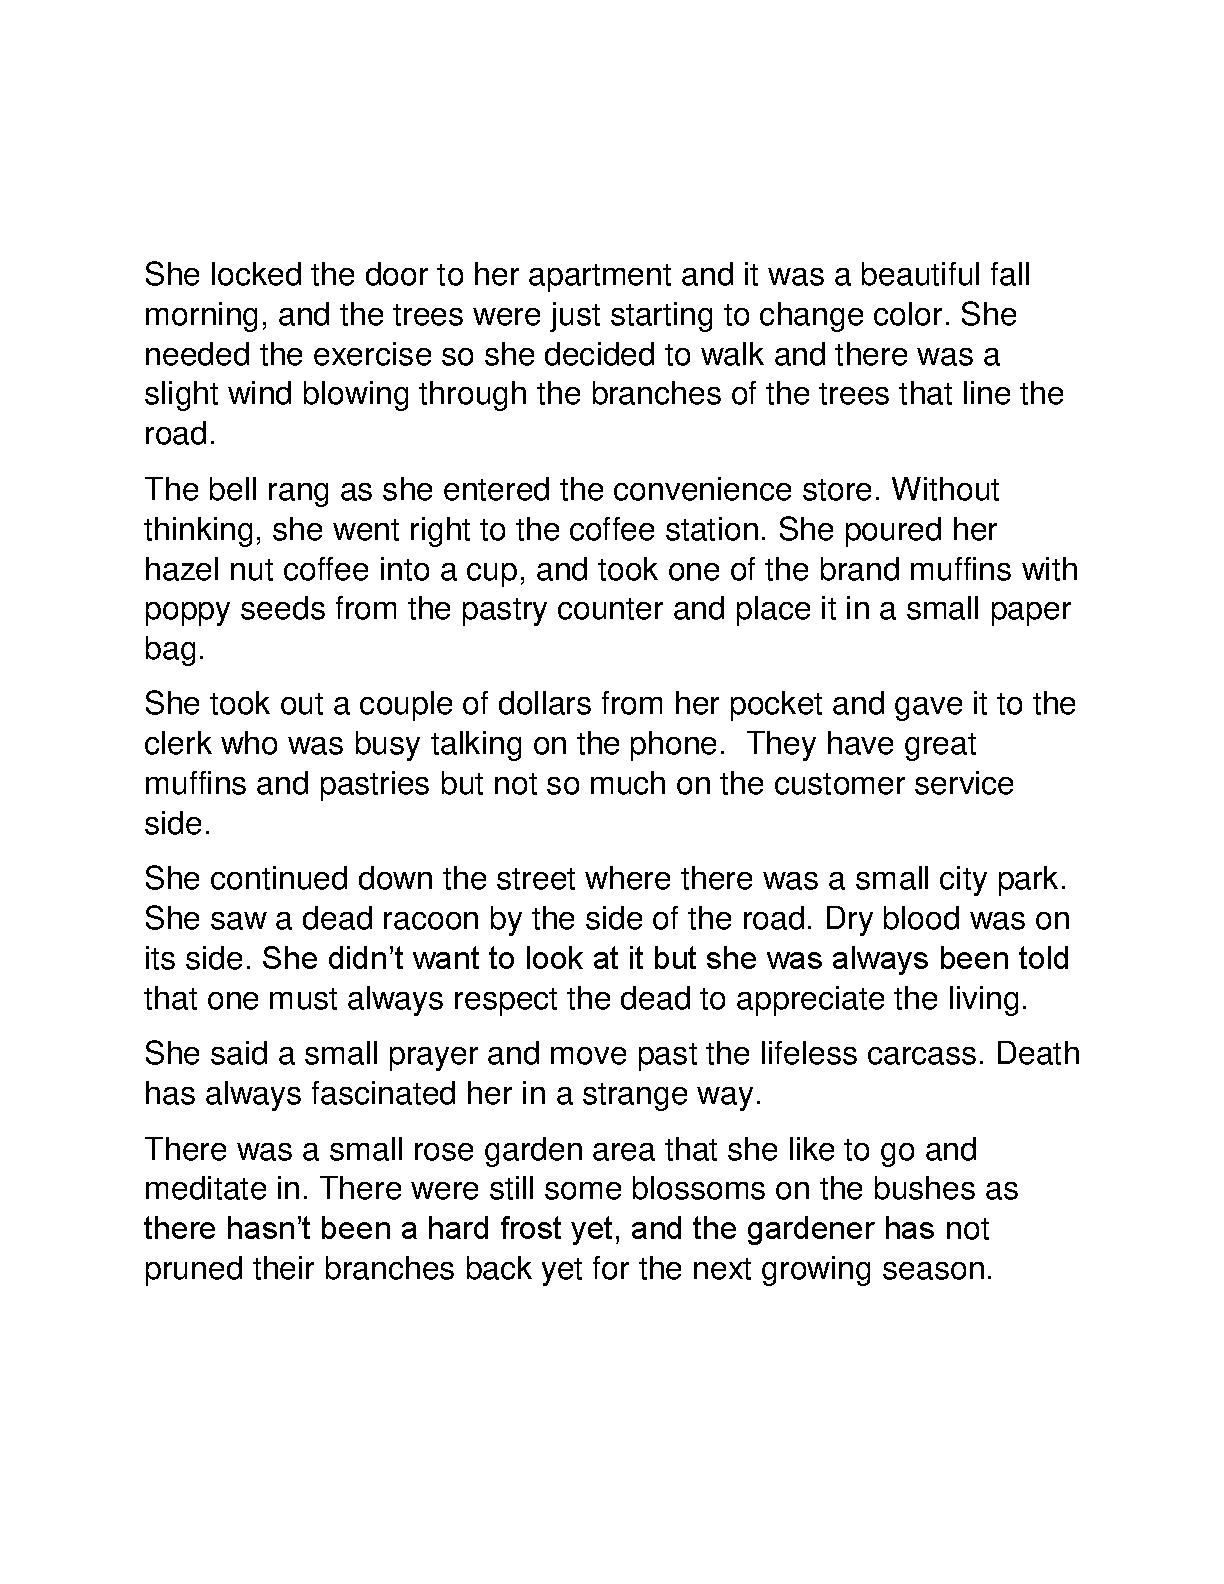 She locked the door to her apartment and it was a beautiful fall
morning, and the trees were just starting to change color. She
needed the exercise so she decided to walk and there was a
slight wind blowing through the branches of the trees that line the
road.
The bell rang as she entered the convenience store. Without
thinking, she went right to the coffee station. She poured her
hazel nut coffee into a cup, and took one of the brand muffins with
poppy seeds from the pastry counter and place it in a small paper
bag.
She took out a couple of dollars from her pocket and gave it to the
clerk who was busy talking on the phone.  They have great
muffins and pastries but not so much on the customer service
side.
She continued down the street where there was a small city park.
She saw a dead racoon by the side of the road. Dry blood was on
its side. She didn’t want to look at it but she was always been told
that one must always respect the dead to appreciate the living.
She said a small prayer and move past the lifeless carcass. Death
has always fascinated her in a strange way.
There was a small rose garden area that she like to go and
meditate in. There were still some blossoms on the bushes as
there hasn’t been a hard frost yet, and the gardener has not
pruned their branches back yet for the next growing season.